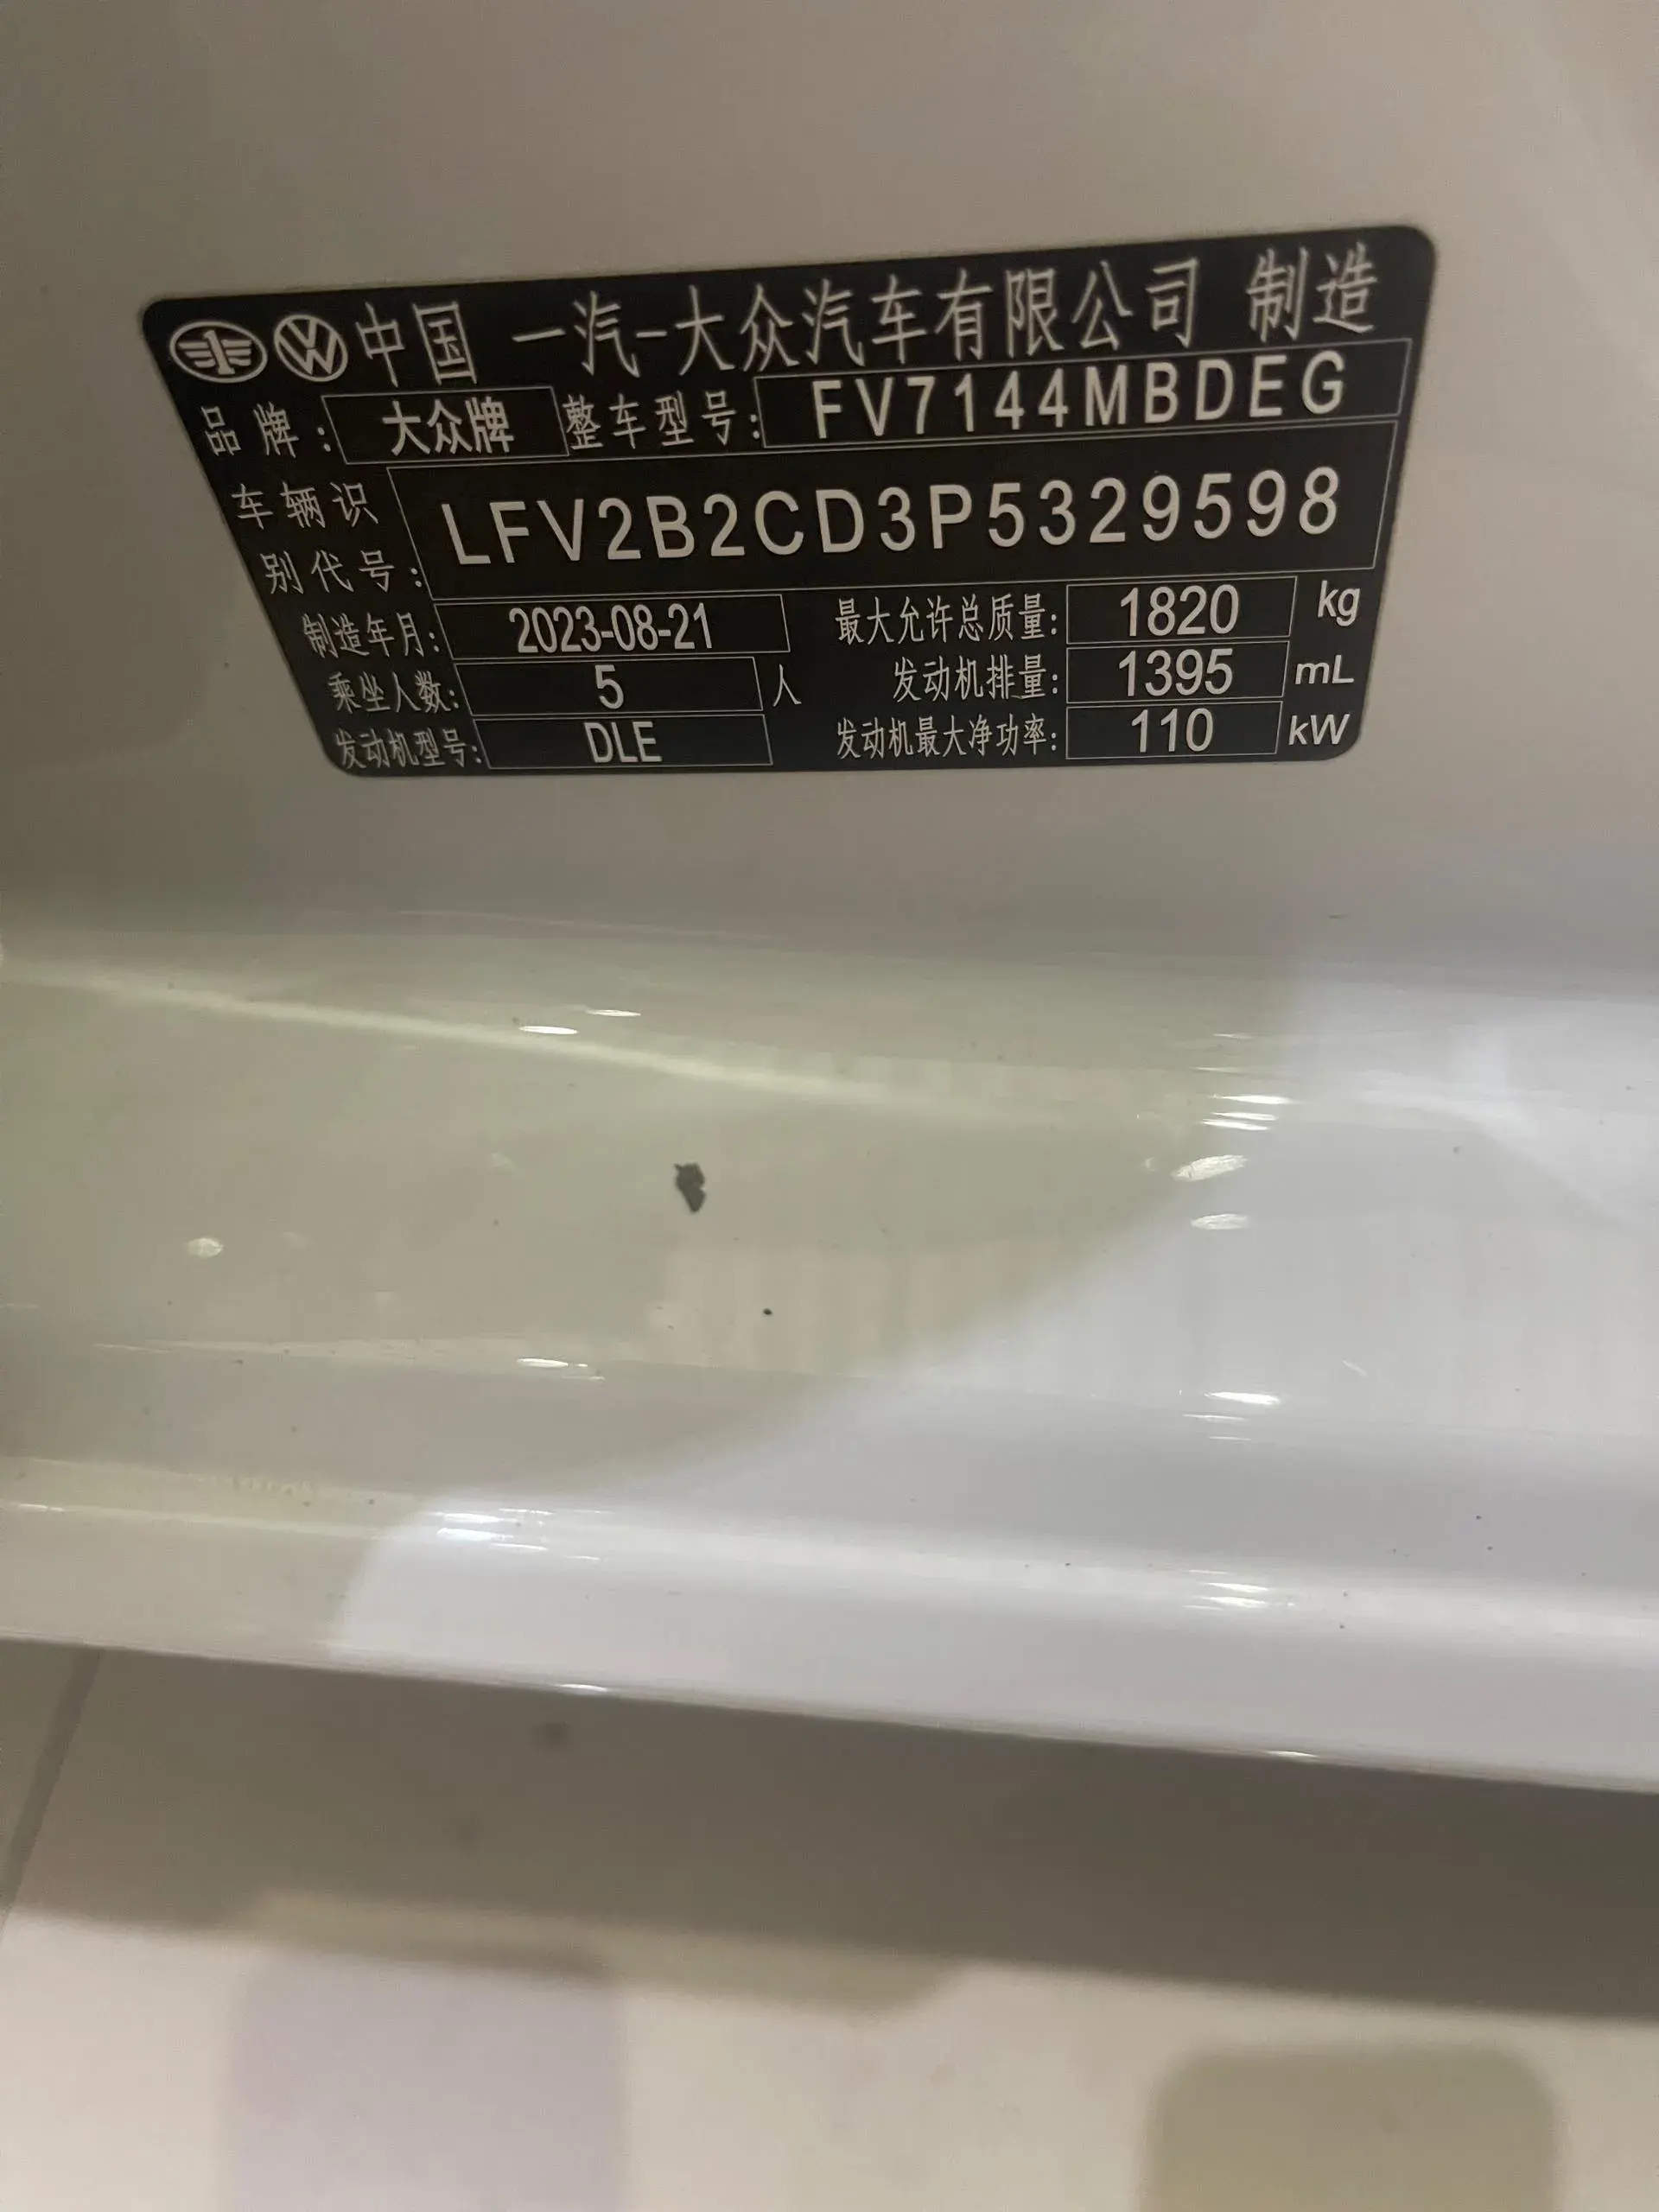 中国 一汽-大众汽车有限公司 制造
品牌: 大众牌 整车型号: FV7144MBDEG
车辆识别代号: LFV2B2CD3P5329598
制造年月: 2023-08-21 最大允许总质量: 1820 kg
乘坐人数: 5 人 发动机排量: 1395 mL
发动机型号: DLE 发动机最大净功率: 110 kW